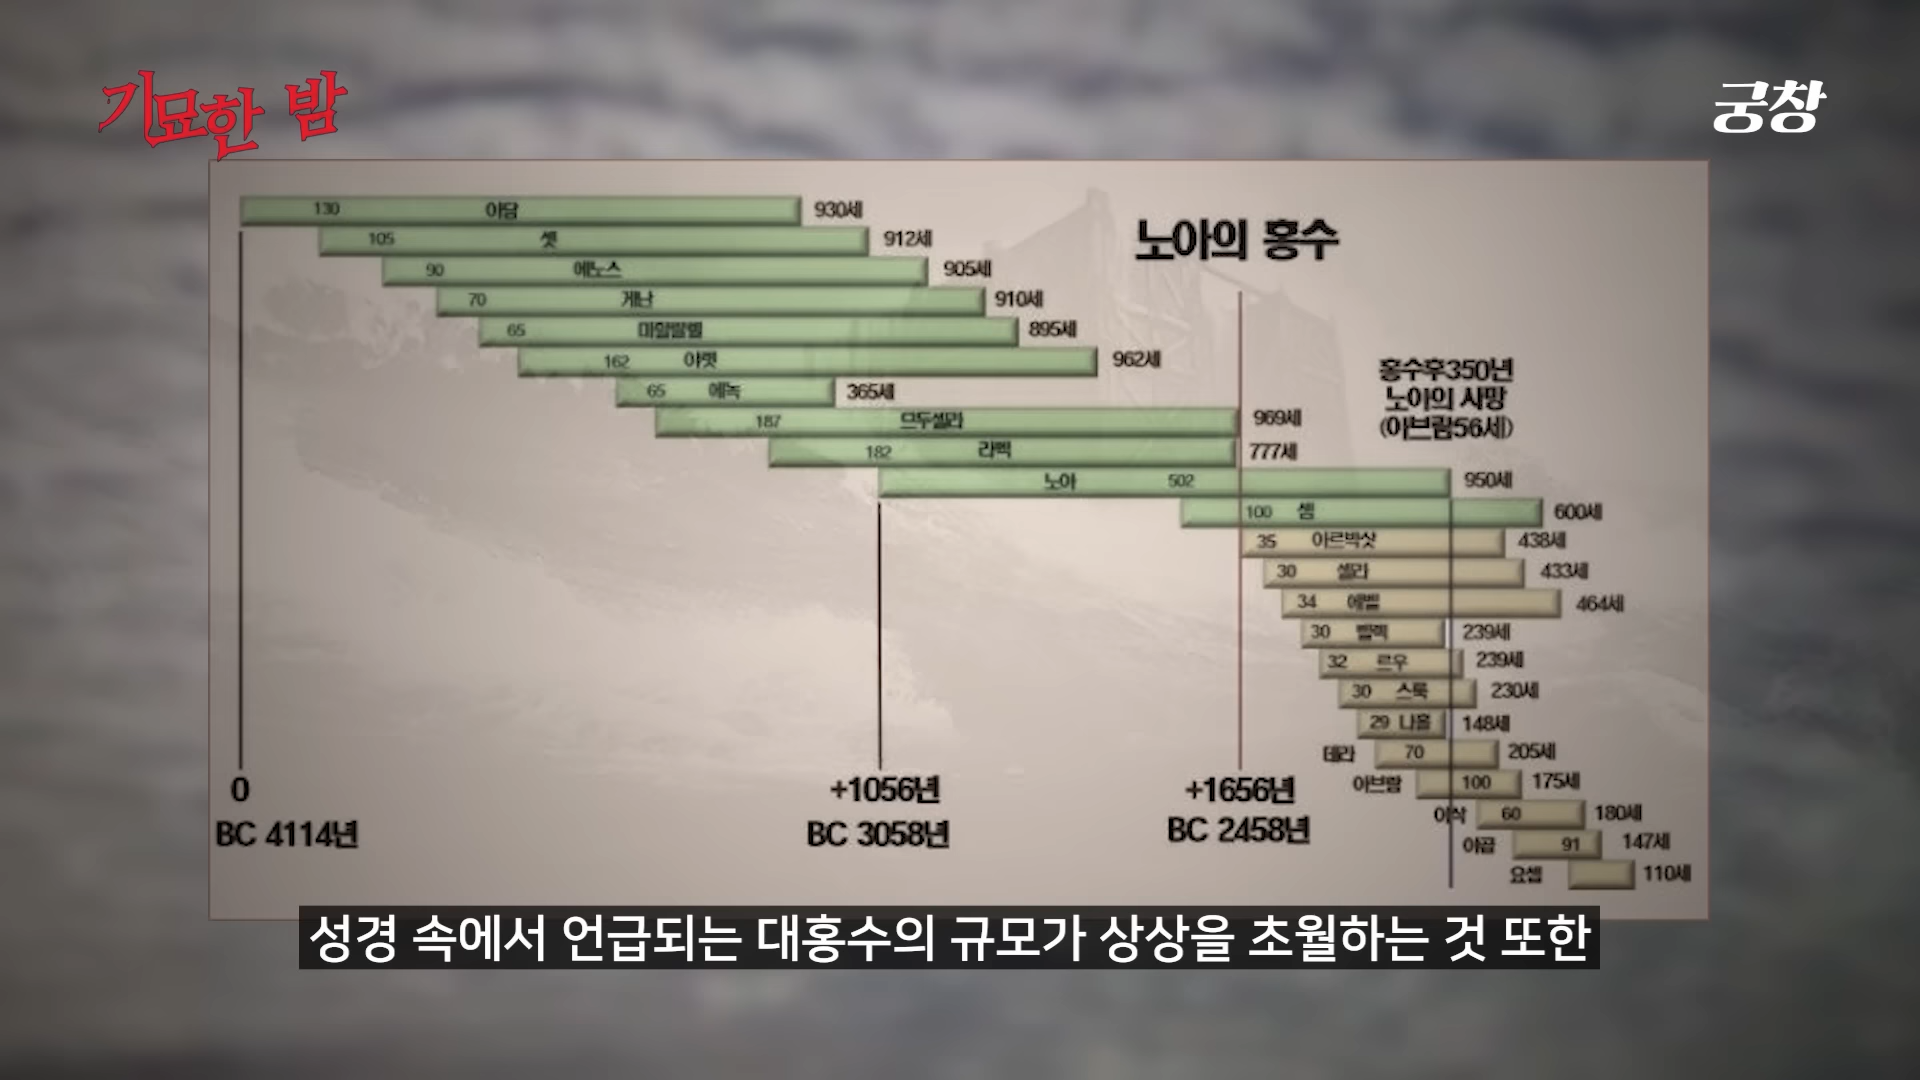 기묘한 밤
궁창
130 아담 930세
노아의 홍수
105 셋 912세
90 에노스 905세
70 게난 910세
65 마할랄렐 895세
162 야렛 962세
65 에녹 365세
홍수후350년
노아의 사망
(아브람56세)
187 므두셀라 969세
182 라멕 777세
노아 502 950세
100 셈 600세
35 아르박삿 438세
30 셀라 433세
34 에벨 464세
30 벨렉 239세
32 르우 239세
30 스룩 230세
29 나홀 148세
데라 70 205세
아브람 100 175세
이삭 60 180세
야곱 91 147세
요셉 110세
0
BC 4114년
+1056년
BC 3058년
+1656년
BC 2458년
성경 속에서 언급되는 대홍수의 규모가 상상을 초월하는 것 또한